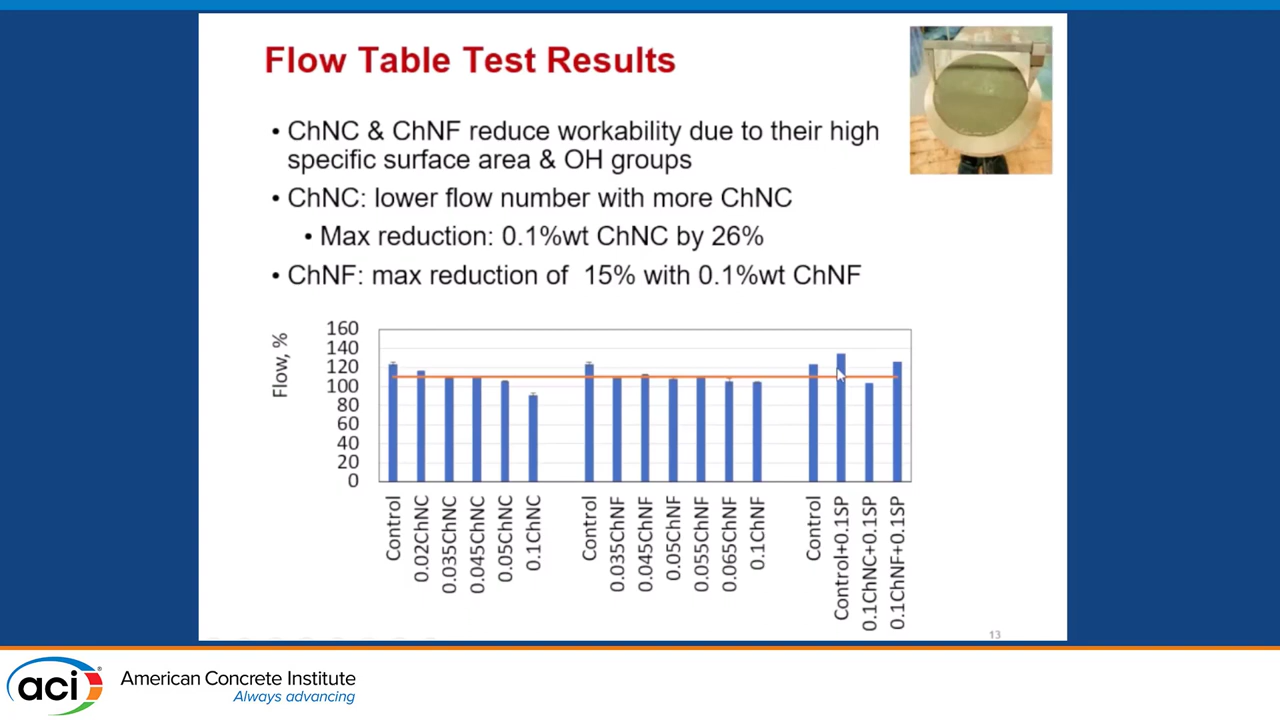 Flow Table Test Results
• ChNC & ChNF reduce workability due to their high
specific surface area & OH groups
• ChNC: lower flow number with more ChNC
• Max reduction: 0.1%wt ChNC by 26%
• ChNF: max reduction of 15% with 0.1%wt ChNF
Flow, %
160
140
120
100
80
60
40
20
0
Control
0.02ChNC
0.035ChNC
0.045ChNC
0.05ChNC
0.1ChNC
Control
0.035ChNF
0.045ChNF
0.05ChNF
0.055ChNF
0.065ChNF
0.1ChNF
Control
Control+0.1SP
0.1ChNC+0.1SP
0.1ChNF+0.1SP
13
aci®
American Concrete Institute
Always advancing